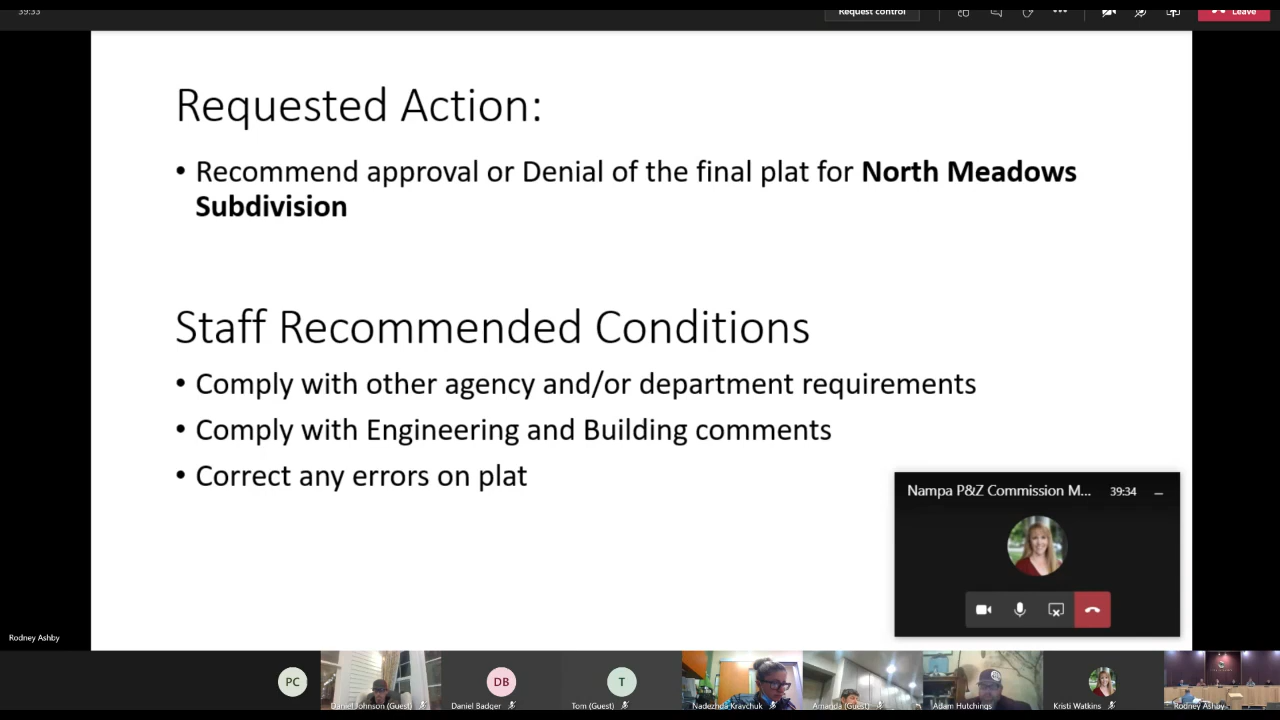 39:33
Request control
Leave
Requested Action:
• Recommend approval or Denial of the final plat for North Meadows
Subdivision
Staff Recommended Conditions
• Comply with other agency and/or department requirements
• Comply with Engineering and Building comments
• Correct any errors on plat
Nampa P&Z Commission M... 39:34
Rodney Ashby
PC
DB
T
Daniel Johnson (Guest)
Daniel Badger
Tom (Guest)
Nadezhda Kravchuk
Amanda (Guest)
Adam Hutchings
Kristi Watkins
Rodney Ashby